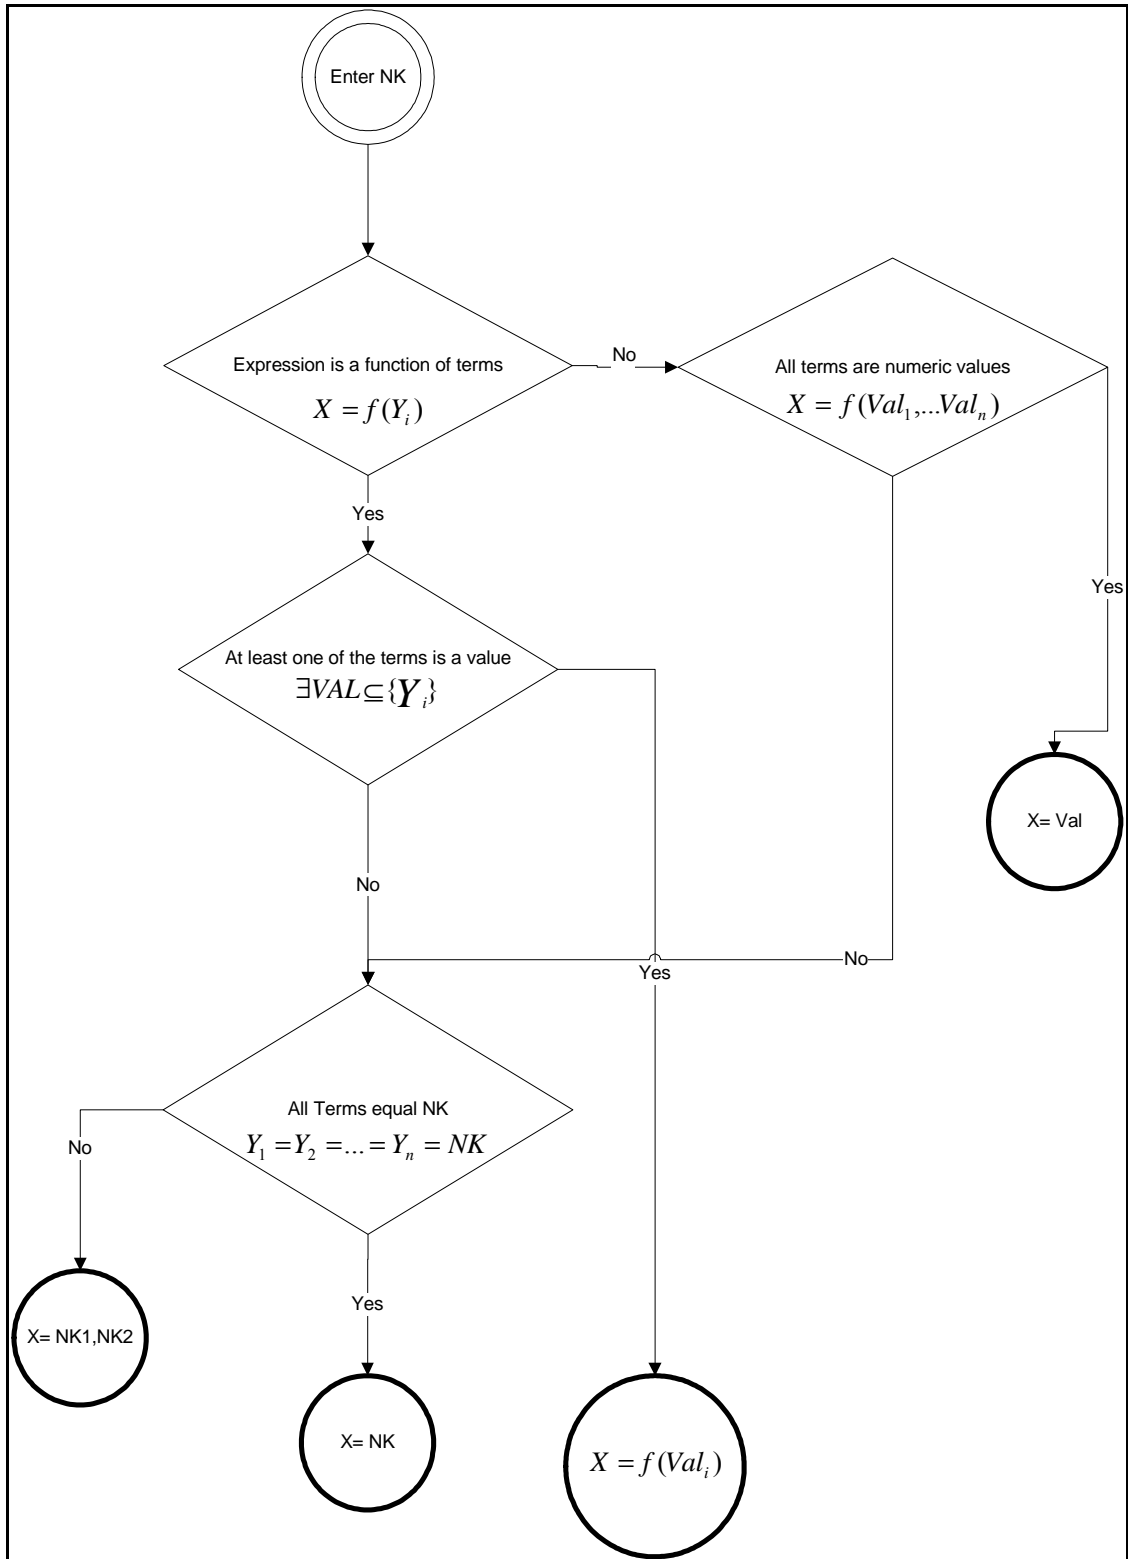 Enter NK
Expression is a function of terms
X = f(Y_i)
No
All terms are numeric values
X = f(Val_1,...Val_n)
Yes
Yes
At least one of the terms is a value
∃VAL⊆{Y_i}
X= Val
No
No
Yes
All Terms equal NK
Y_1 = Y_2 = ... = Y_n = NK
No
X= NK1,NK2
Yes
X= NK
X = f(Val_i)